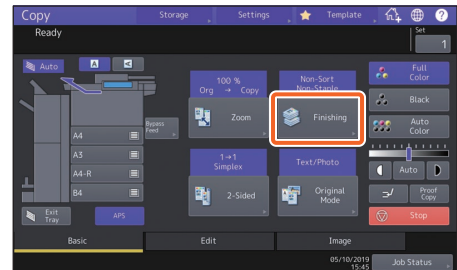 Copy
Storage
Settings
Template
?
Ready
Set
1
Auto
A
A
100 %
Org → Copy
Non-Sort
Non-Staple
Full
Color
Bypass
Feed
Zoom
Finishing
Black
A4
Auto
Color
A3
1→1
Simplex
Text/Photo
A4-R
Auto
B4
2-Sided
Original
Mode
Proof
Copy
Exit
Tray
APS
Stop
Basic
Edit
Image
05/10/2019
15:45
Job Status